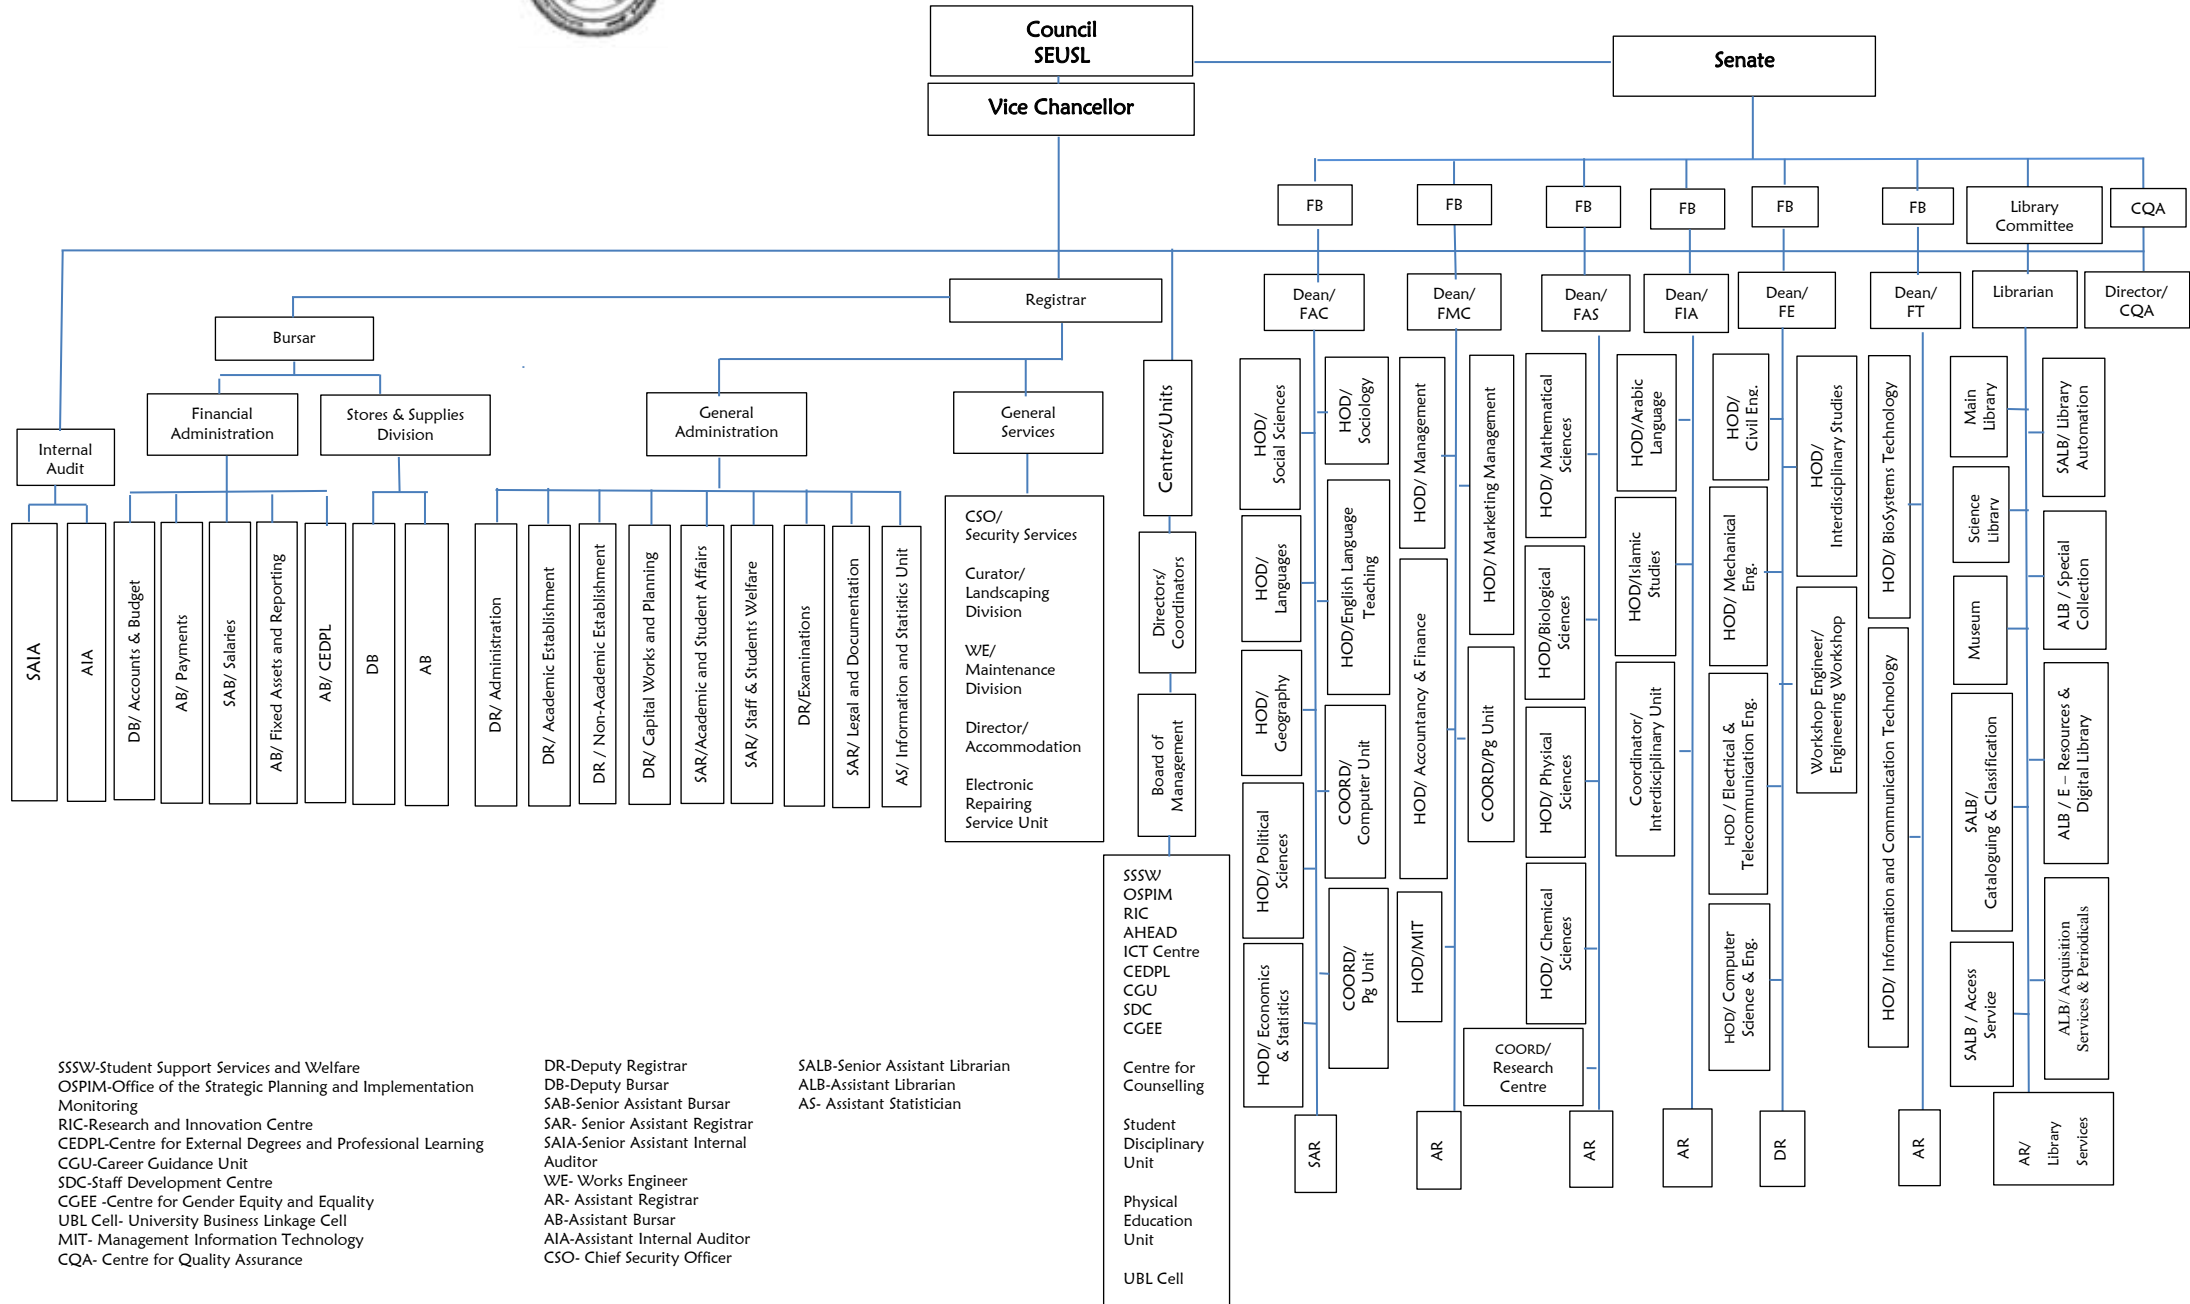 Council
SEUSL
Senate
Vice Chancellor
FB
FB
FB
FB
FB
FB
Library
Committee
CQA
Registrar
Dean/
FAC
Dean/
FMC
Dean/
FAS
Dean/
FIA
Dean/
FE
Dean/
FT
Librarian
Director/
CQA
Bursar
Internal
Audit
Financial
Administration
Stores & Supplies
Division
General
Administration
General
Services
SAIA
AIA
DB/ Accounts & Budget
AB/ Payments
SAB/ Salaries
AB/ Fixed Assets and Reporting
AB/ CEDPL
DB
AB
DR/ Administration
DR/ Academic Establishment
DR / Non-Academic Establishment
DR/ Capital Works and Planning
SAR/Academic and Student Affairs
SAR/ Staff & Students Welfare
DR/Examinations
SAR/ Legal and Documentation
AS/ Information and Statistics Unit
CSO/
Security Services
Curator/
Landscaping
Division
WE/
Maintenance
Division
Director/
Accommodation
Electronic
Repairing
Service Unit
Centres/Units
Directors/
Coordinators
Board of
Management
SSSW
OSPIM
RIC
AHEAD
ICT Centre
CEDPL
CGU
SDC
CGEE
Centre for
Counselling
Student
Disciplinary
Unit
Physical
Education
Unit
UBL Cell
HOD/
Social Sciences
HOD/
Languages
HOD/
Geography
HOD/ Political
Sciences
HOD/ Economics
& Statistics
HOD/
Sociology
HOD/English Language
Teaching
COORD/
Computer Unit
COORD/
Pg Unit
SAR
HOD/ Management
HOD/ Accountancy & Finance
HOD/MIT
HOD/ Marketing Management
COORD/Pg Unit
AR
HOD/ Mathematical
Sciences
HOD/Biological
Sciences
HOD/ Physical
Sciences
HOD/ Chemical
Sciences
COORD/
Research
Centre
AR
HOD/Arabic
Language
HOD/Islamic
Studies
Coordinator/
Interdisciplinary Unit
AR
HOD/
Civil Eng.
HOD/ Mechanical
Eng.
HOD / Electrical &
Telecommunication Eng.
HOD/ Computer
Science & Eng.
HOD/
Interdisciplinary Studies
Workshop Engineer/
Engineering Workshop
DR
HOD/ BioSystems Technology
HOD/ Information and Communication Technology
AR
Main
Library
Science
Library
Museum
SALB/
Cataloguing & Classification
SALB / Access
Service
SALB/ Library
Automation
ALB / Special
Collection
ALB / E – Resources &
Digital Library
ALB/ Acquisition
Services & Periodicals
AR/
Library
Services
SSSW-Student Support Services and Welfare
OSPIM-Office of the Strategic Planning and Implementation
Monitoring
RIC-Research and Innovation Centre
CEDPL-Centre for External Degrees and Professional Learning
CGU-Career Guidance Unit
SDC-Staff Development Centre
CGEE -Centre for Gender Equity and Equality
UBL Cell- University Business Linkage Cell
MIT- Management Information Technology
CQA- Centre for Quality Assurance
DR-Deputy Registrar
DB-Deputy Bursar
SAB-Senior Assistant Bursar
SAR- Senior Assistant Registrar
SAIA-Senior Assistant Internal
Auditor
WE- Works Engineer
AR- Assistant Registrar
AB-Assistant Bursar
AIA-Assistant Internal Auditor
CSO- Chief Security Officer
SALB-Senior Assistant Librarian
ALB-Assistant Librarian
AS- Assistant Statistician